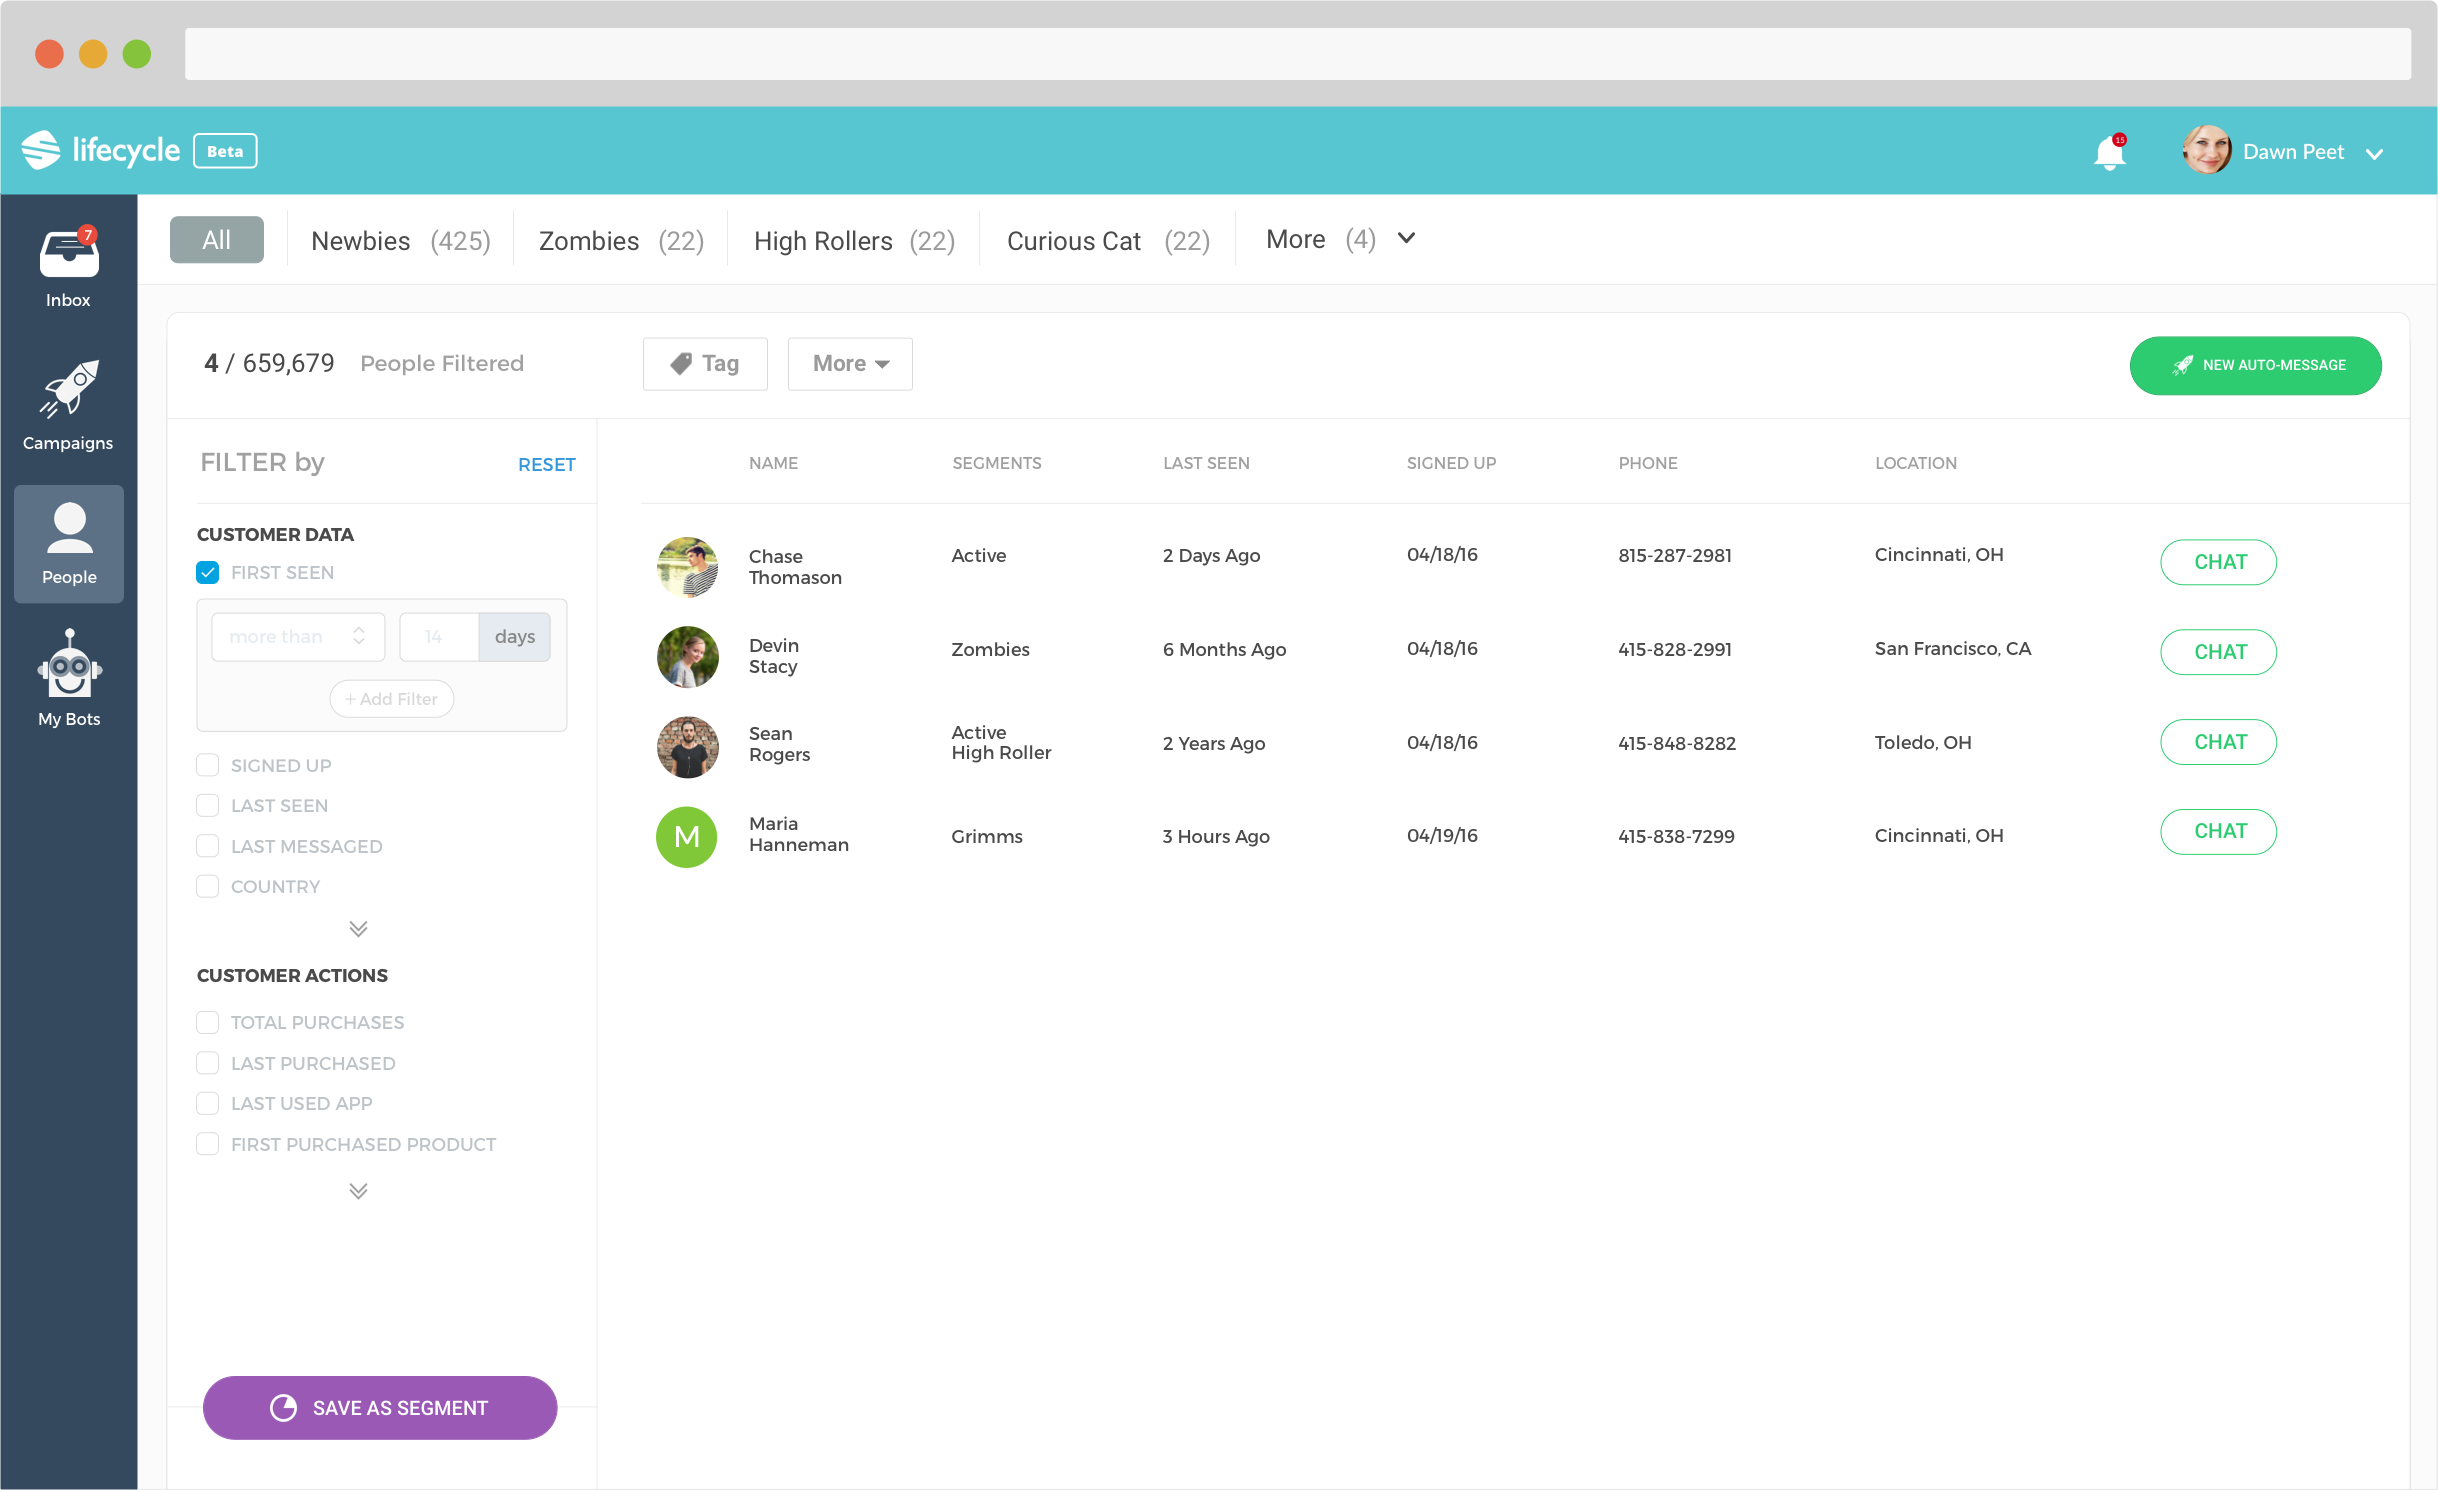 lifecycle Beta 15 Dawn Peet
7
Inbox
Campaigns
People
My Bots
All Newbies (425) Zombies (22) High Rollers (22) Curious Cat (22) More (4)
4 / 659,679 People Filtered Tag More NEW AUTO-MESSAGE
FILTER by RESET
CUSTOMER DATA
FIRST SEEN
more than 14 days
+ Add Filter
SIGNED UP
LAST SEEN
LAST MESSAGED
COUNTRY
CUSTOMER ACTIONS
TOTAL PURCHASES
LAST PURCHASED
LAST USED APP
FIRST PURCHASED PRODUCT
SAVE AS SEGMENT
NAME SEGMENTS LAST SEEN SIGNED UP PHONE LOCATION
Chase Active 2 Days Ago 04/18/16 815-287-2981 Cincinnati, OH CHAT
Thomason
Devin Zombies 6 Months Ago 04/18/16 415-828-2991 San Francisco, CA CHAT
Stacy
Sean Active 2 Years Ago 04/18/16 415-848-8282 Toledo, OH CHAT
Rogers High Roller
M Maria Grimms 3 Hours Ago 04/19/16 415-838-7299 Cincinnati, OH CHAT
Hanneman